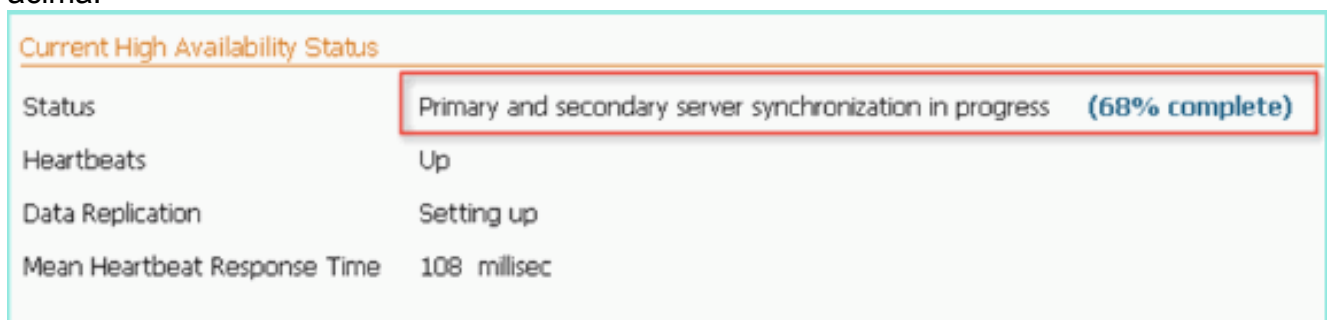 acima.
Current High Availability Status
Status Primary and secondary server synchronization in progress (68% complete)
Heartbeats Up
Data Replication Setting up
Mean Heartbeat Response Time 108 millisec